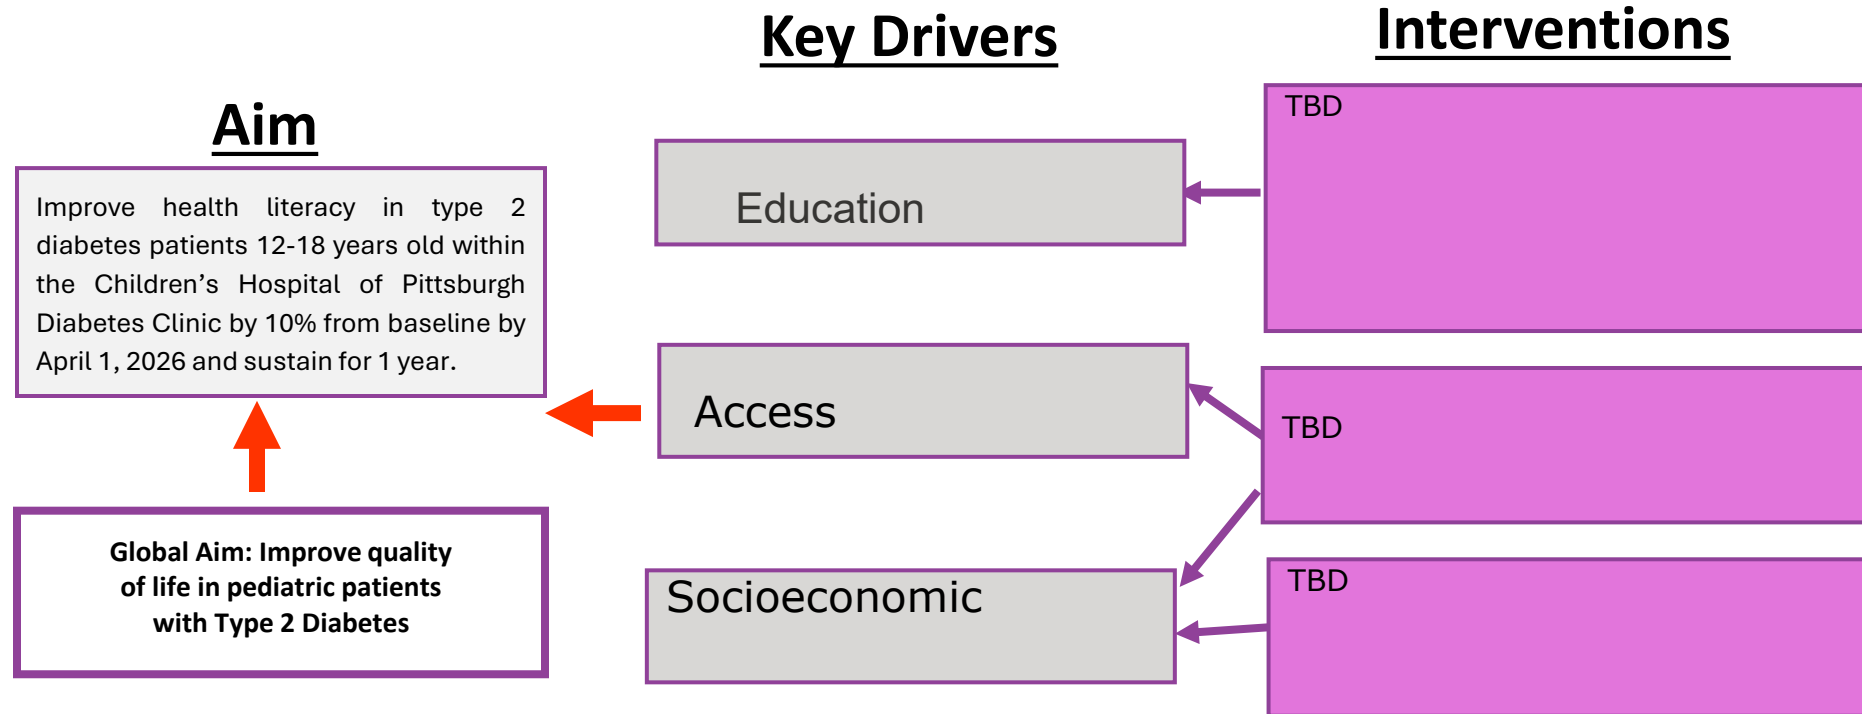 Aim
Improve health literacy in type 2
diabetes patients 12-18 years old within
the Children’s Hospital of Pittsburgh
Diabetes Clinic by 10% from baseline by
April 1, 2026 and sustain for 1 year.
Global Aim: Improve quality
of life in pediatric patients
with Type 2 Diabetes
Key Drivers
Education
Access
Socioeconomic
Interventions
TBD
TBD
TBD